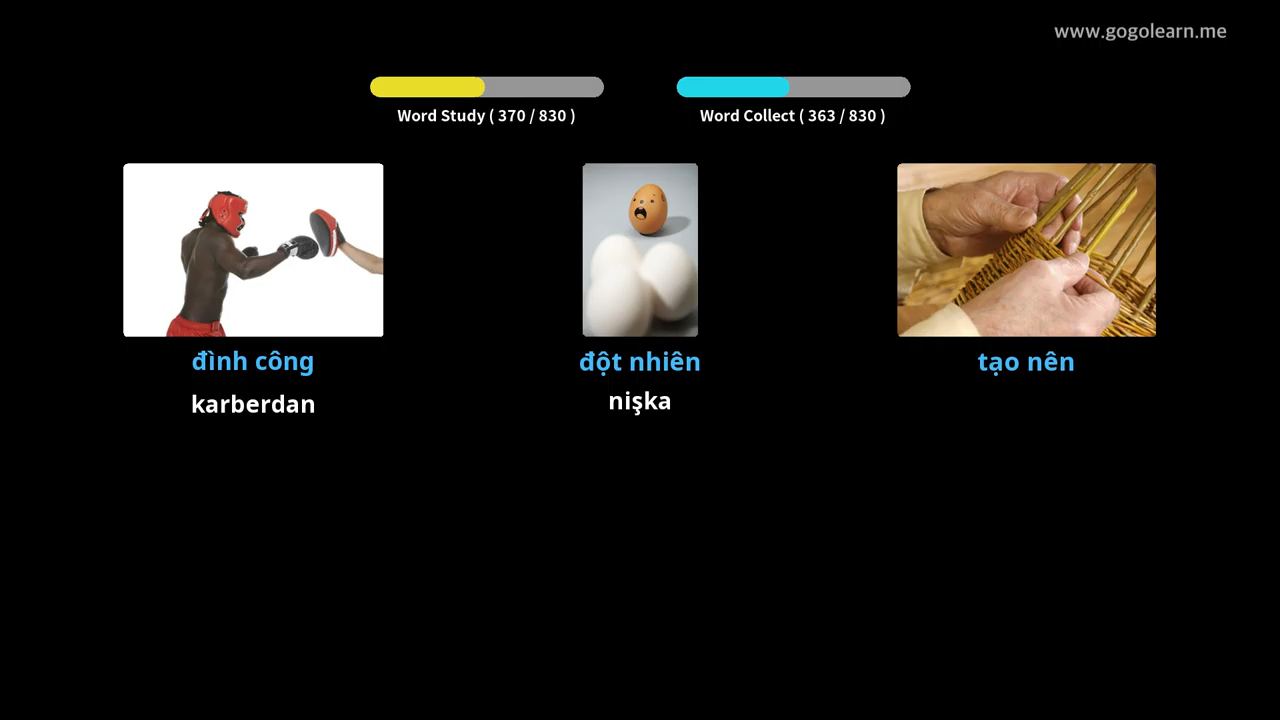 www.gogolearn.me
Word Study ( 370 / 830 )
Word Collect ( 363 / 830 )
đình công
đột nhiên
tạo nên
karberdan
nişka